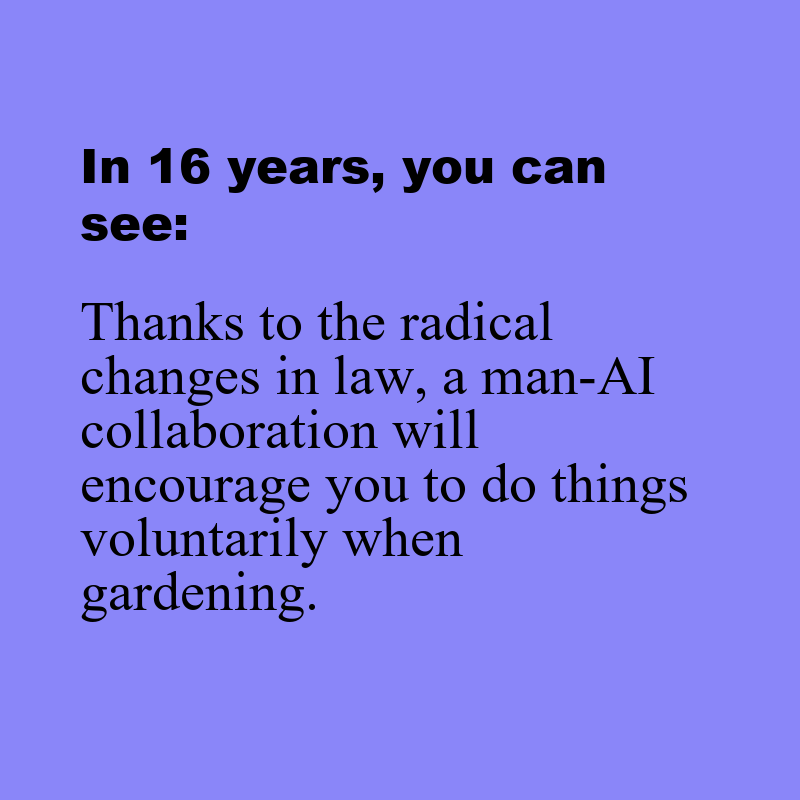 In 16 years, you can
see:
Thanks to the radical
changes in law, a man-AI
collaboration will
encourage you to do things
voluntarily when
gardening.